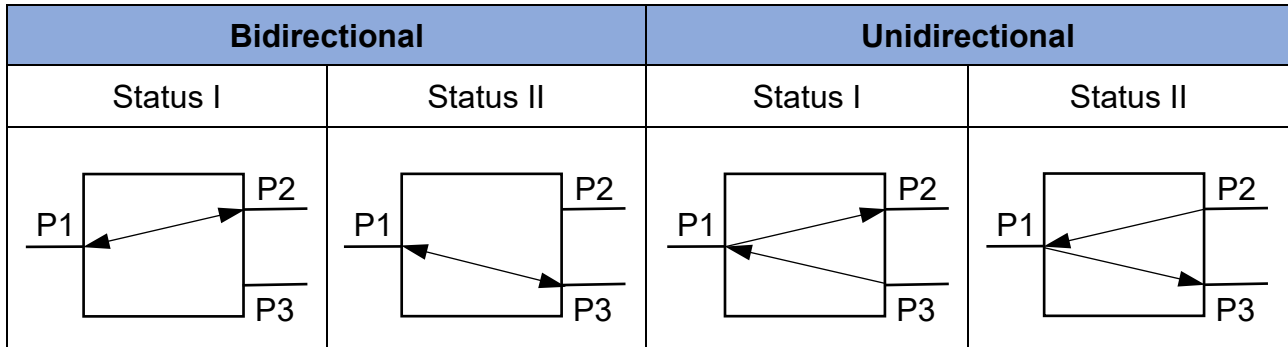 Bidirectional Unidirectional
Status I Status II Status I Status II
P2 P2 P2 P2
P1 P1 P1 P1
P3 P3 P3 P3